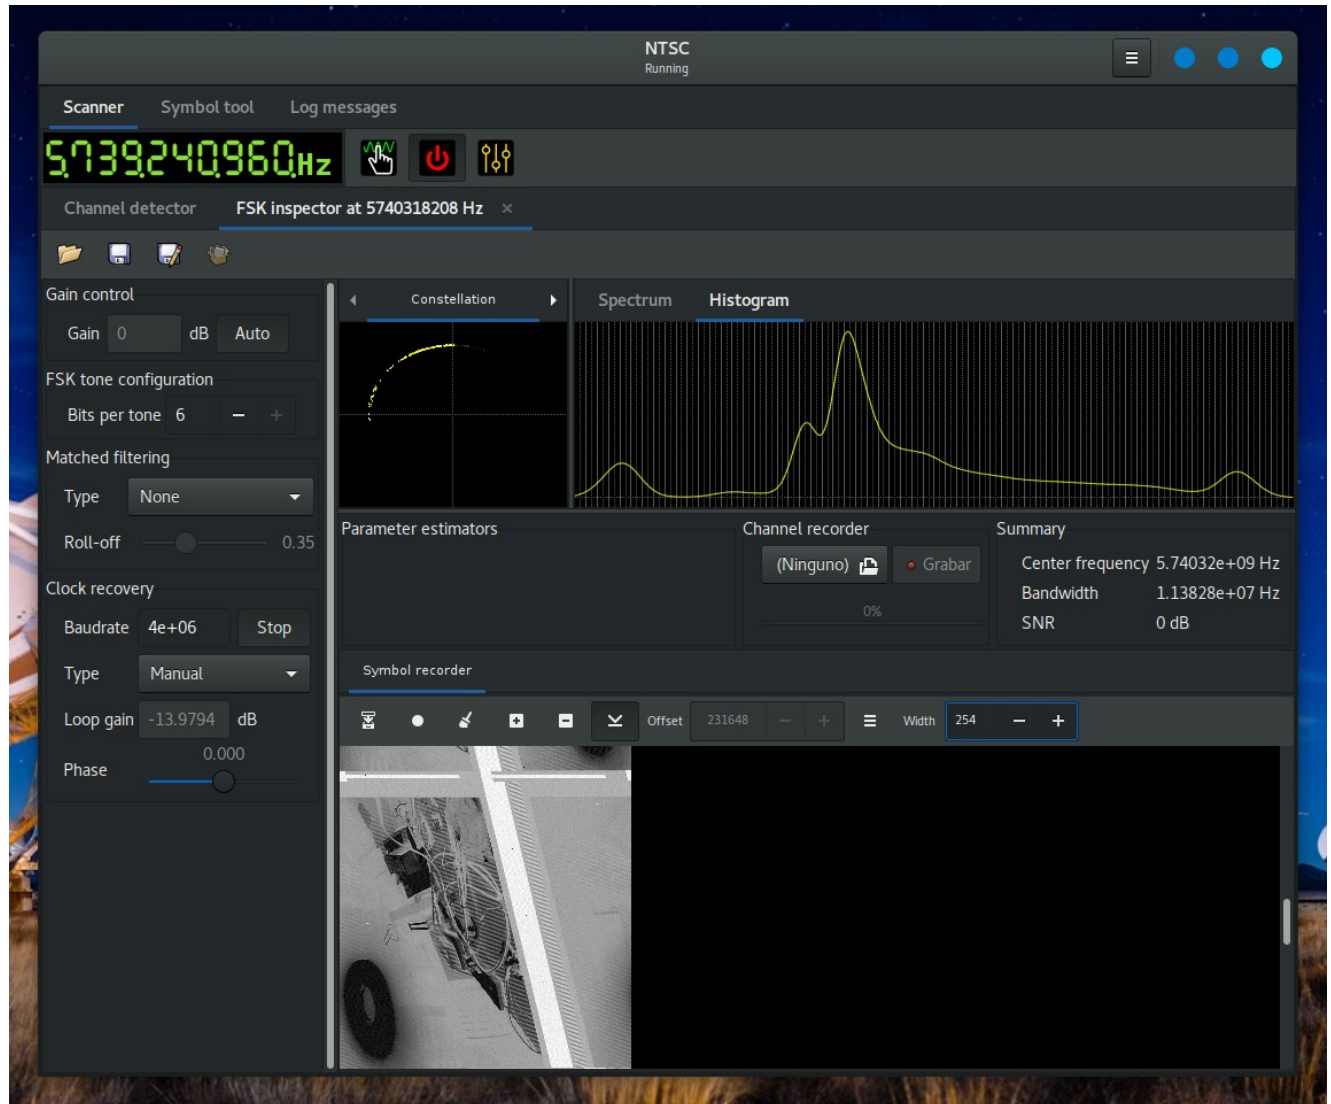 NTSC
Running
Scanner Symbol tool Log messages
5,739,240,960Hz
Channel detector FSK inspector at 5740318208 Hz ×
Gain control
Gain 0 dB Auto
FSK tone configuration
Bits per tone 6 − +
Matched filtering
Type None
Roll-off 0.35
Clock recovery
Baudrate 4e+06 Stop
Type Manual
Loop gain -13.9794 dB
0.000
Phase
Constellation
Spectrum Histogram
Parameter estimators
Channel recorder
(Ninguno) Grabar
0%
Summary
Center frequency 5.74032e+09 Hz
Bandwidth 1.13828e+07 Hz
SNR 0 dB
Symbol recorder
Offset 231648 − + Width 254 − +